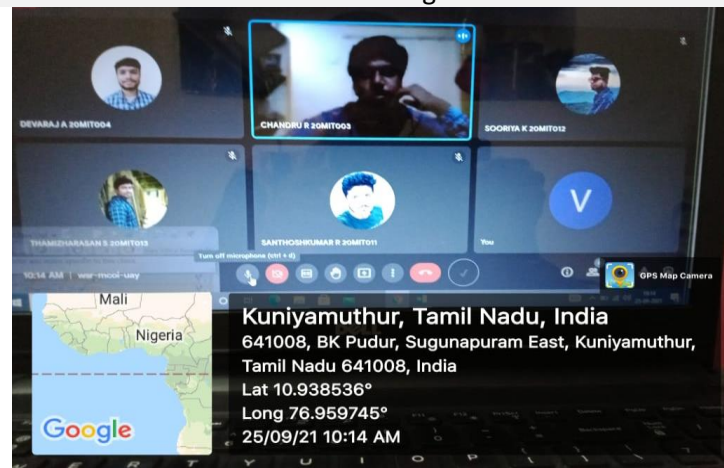 DEVARAJ A 20MIT004
CHANDRU R 20MIT003
SOORIYA K 20MIT012
THAMIZHARASAN S 20MIT013
SANTHOSHKUMAR R 20MIT011
V
You
Turn off microphone (ctrl + d)
10:14 AM | war-mooi-uay
GPS Map Camera
Mali
Nigeria
Google
Kuniyamuthur, Tamil Nadu, India
641008, BK Pudur, Sugunapuram East, Kuniyamuthur,
Tamil Nadu 641008, India
Lat 10.938536°
Long 76.959745°
25/09/21 10:14 AM
E R T Y U I O P